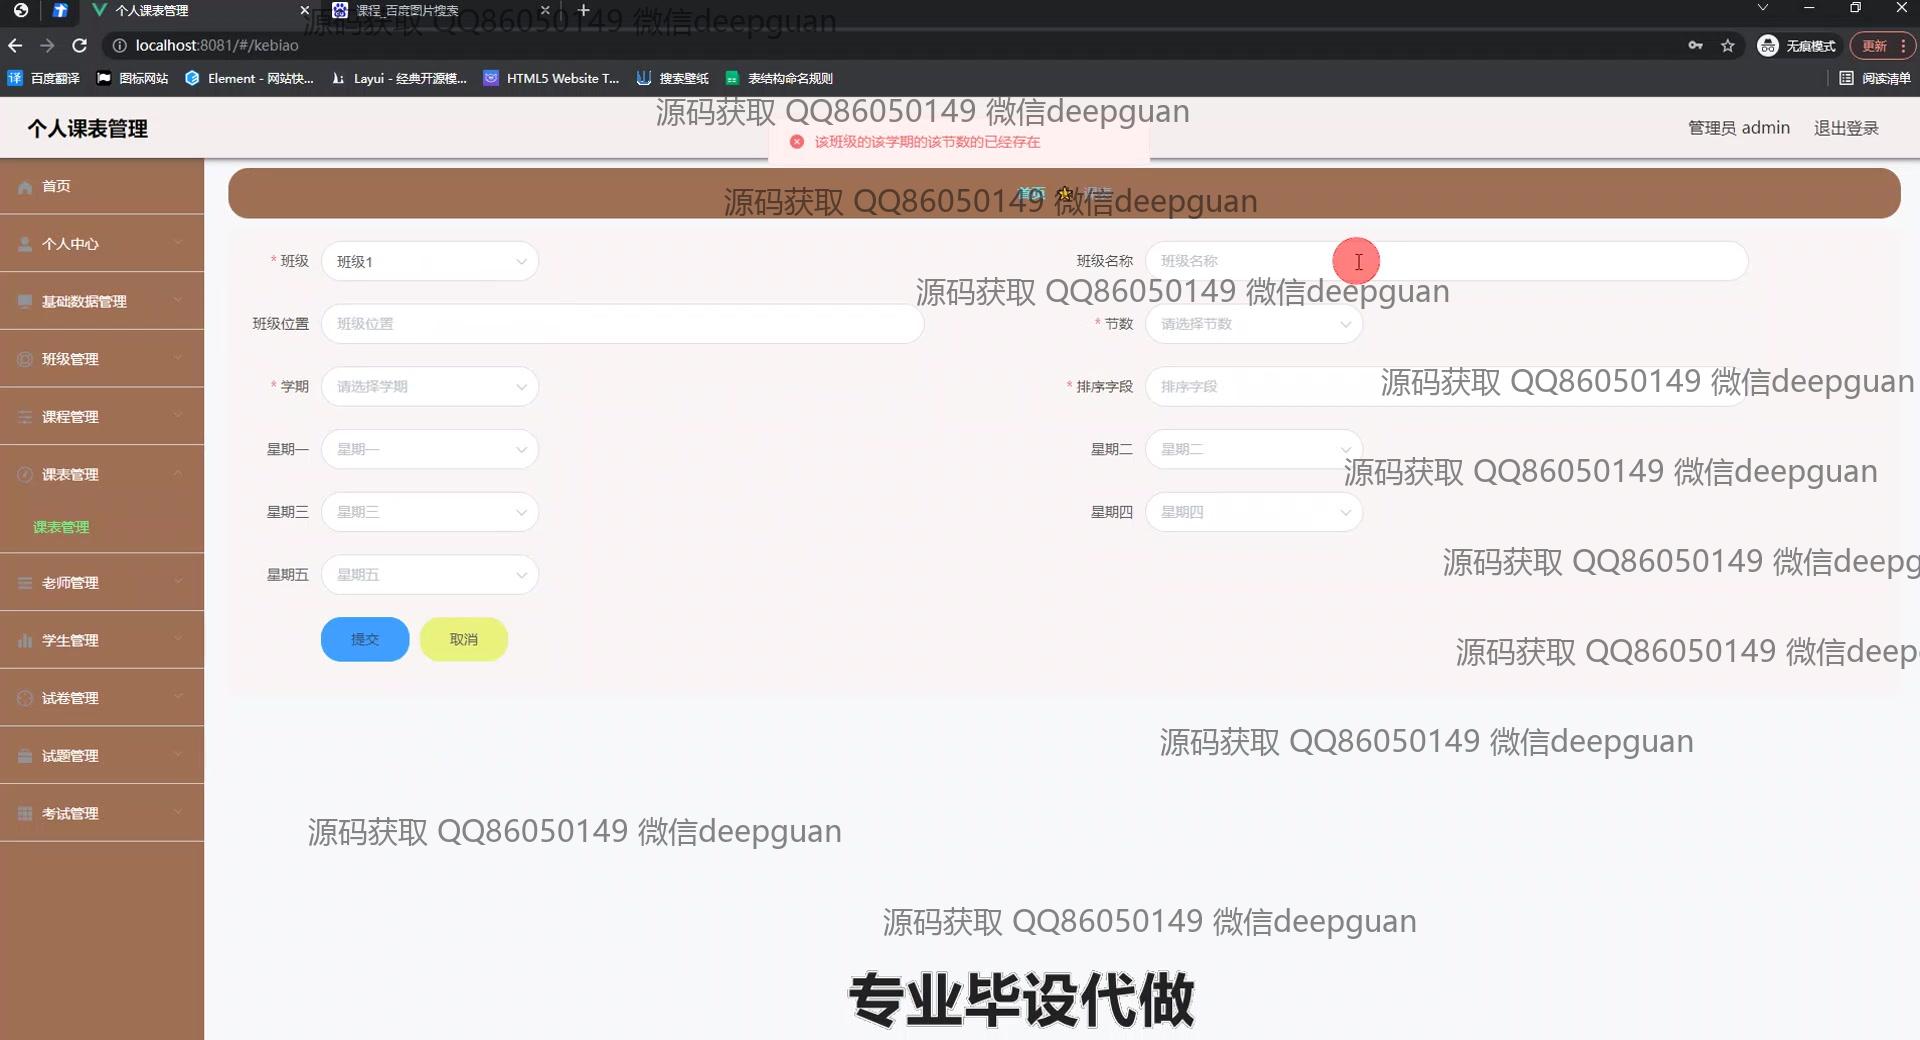 个人课表管理
课程_百度图片搜索
源码获取 QQ86050149 微信deepguan
localhost:8081/#/kebiao
无痕模式
更新
百度翻译
图标网站
Element - 网站快...
Layui - 经典开源模...
HTML5 Website T...
搜索壁纸
表结构命名规则
阅读清单
源码获取 QQ86050149 微信deepguan
个人课表管理
该班级的该学期的该节数的已经存在
管理员 admin
退出登录
首页
源码获取 QQ86050149 微信deepguan
首页
个人中心
基础数据管理
班级管理
课程管理
课表管理
课表管理
老师管理
学生管理
试卷管理
试题管理
考试管理
* 班级 班级1
班级名称 班级名称
源码获取 QQ86050149 微信deepguan
班级位置 班级位置
* 节数 请选择节数
* 学期 请选择学期
* 排序字段 排序字段
源码获取 QQ86050149 微信deepguan
星期一 星期一
星期二 星期二
源码获取 QQ86050149 微信deepguan
星期三 星期三
星期四 星期四
源码获取 QQ86050149 微信deepg
星期五 星期五
提交
取消
源码获取 QQ86050149 微信deep
源码获取 QQ86050149 微信deepguan
源码获取 QQ86050149 微信deepguan
源码获取 QQ86050149 微信deepguan
专业毕设代做